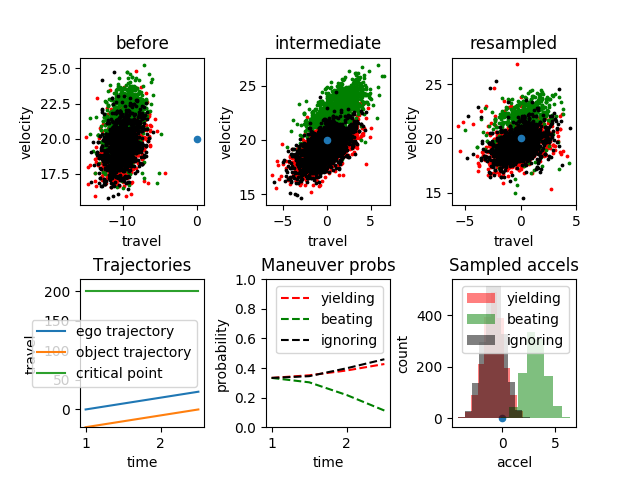 before
intermediate
resampled
velocity
25.0
22.5
20.0
17.5
−10
0
travel
velocity
25
20
15
−5
0
5
travel
velocity
25
20
15
−5
0
5
travel
Trajectories
Maneuver probs
Sampled accels
travel
200
150
100
50
0
ego trajectory
object trajectory
critical point
1
2
time
probability
1.0
0.8
0.6
0.4
0.2
0.0
yielding
beating
ignoring
1
2
time
count
400
200
0
yielding
beating
ignoring
0
5
accel